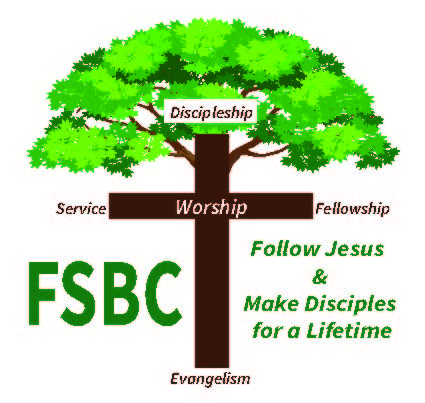 Discipleship
Service Worship Fellowship
FSBC
Follow Jesus
&
Make Disciples
for a Lifetime
Evangelism